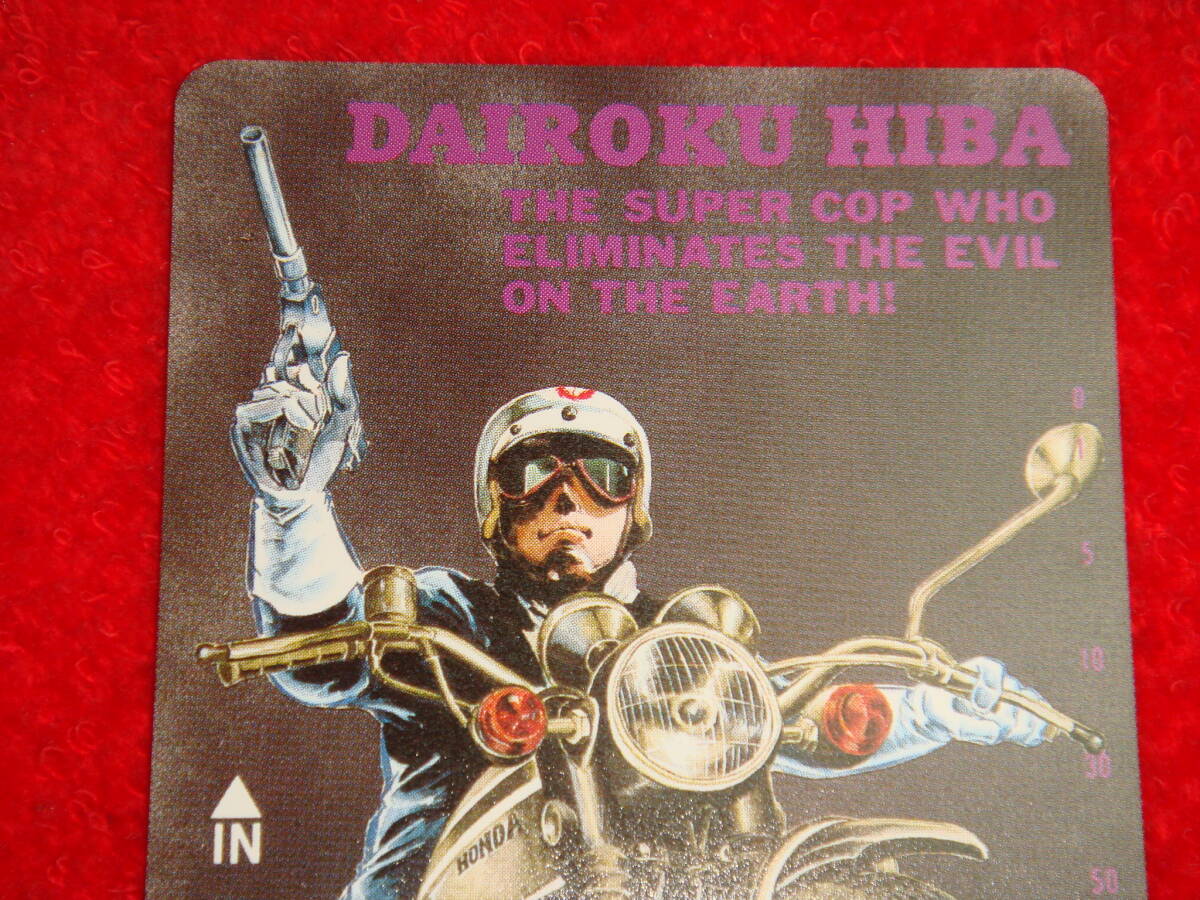 DAIROKU HIBA
THE SUPER COP WHO
ELIMINATES THE EVIL
ON THE EARTH!
0
1
5
10
30
50
IN
HONDA